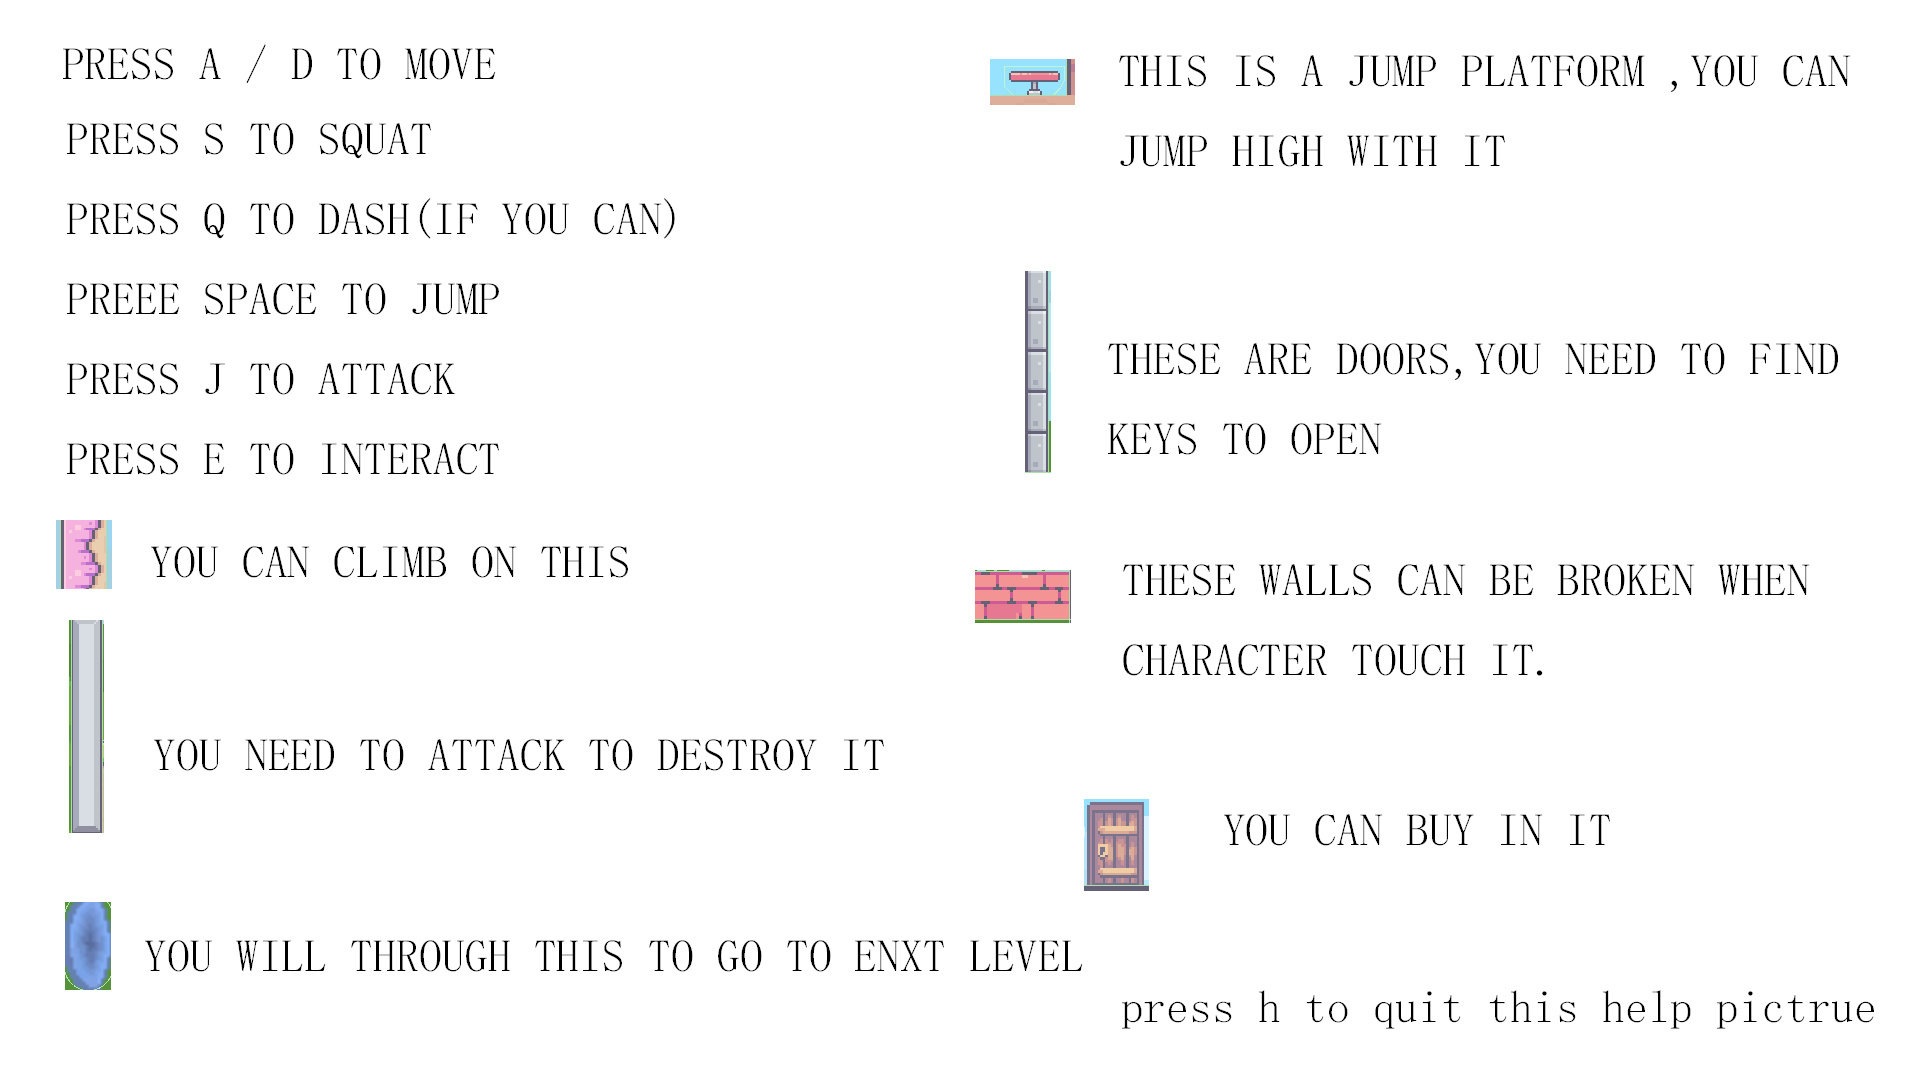 PRESS A / D TO MOVE
PRESS S TO SQUAT
PRESS Q TO DASH(IF YOU CAN)
PREEE SPACE TO JUMP
PRESS J TO ATTACK
PRESS E TO INTERACT
YOU CAN CLIMB ON THIS
YOU NEED TO ATTACK TO DESTROY IT
YOU WILL THROUGH THIS TO GO TO ENXT LEVEL
THIS IS A JUMP PLATFORM ,YOU CAN
JUMP HIGH WITH IT
THESE ARE DOORS,YOU NEED TO FIND
KEYS TO OPEN
THESE WALLS CAN BE BROKEN WHEN
CHARACTER TOUCH IT.
YOU CAN BUY IN IT
press h to quit this help pictrue